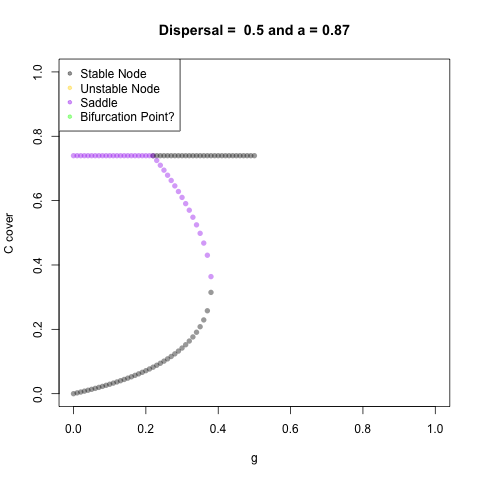 Dispersal =  0.5 and a = 0.87
Stable Node
Unstable Node
Saddle
Bifurcation Point?
C cover
1.0
0.8
0.6
0.4
0.2
0.0
0.0 0.2 0.4 0.6 0.8 1.0
g